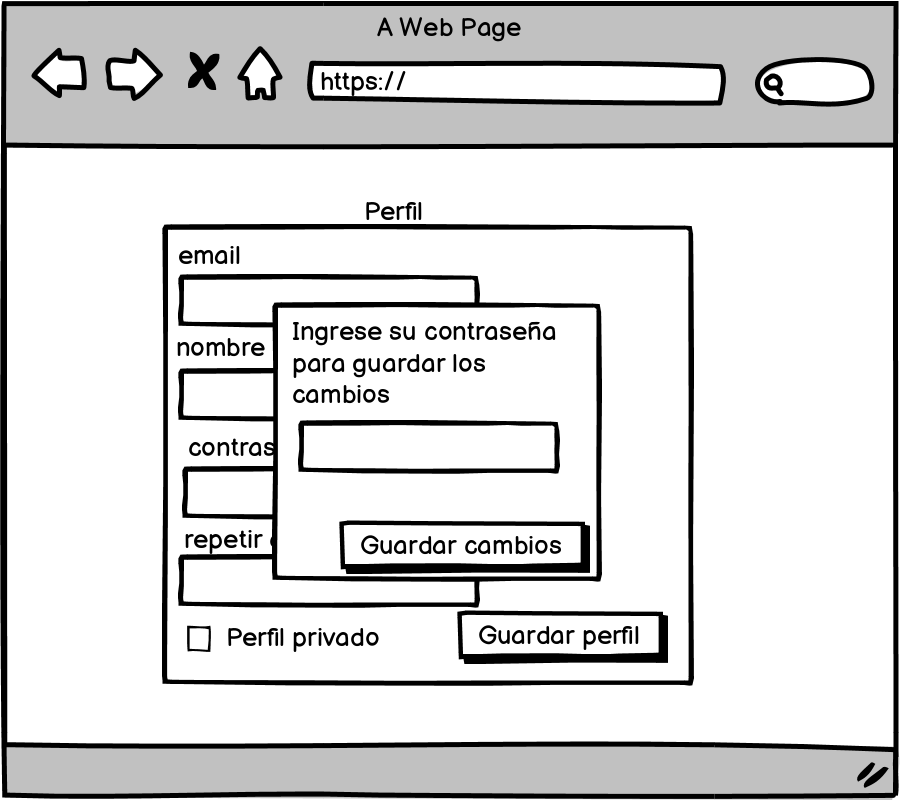 A Web Page
https://
Perfil
email
nombre
Ingrese su contraseña
para guardar los
cambios
repetir
Guardar cambios
Perfil privado
Guardar perfil